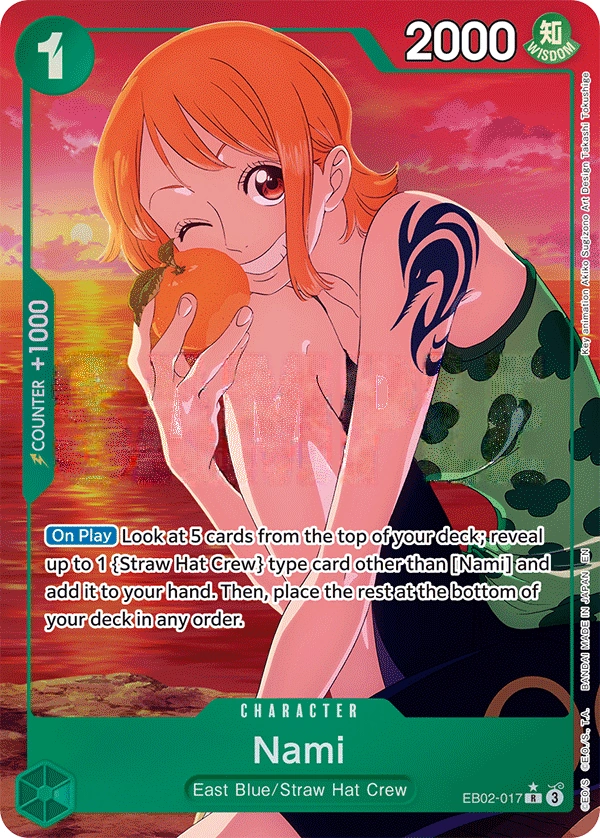 1
2000
知
WISDOM
Key animation Akiko Sugizono Art Design Takashi Tokushige
COUNTER +1000
On Play Look at 5 cards from the top of your deck; reveal
up to 1 {Straw Hat Crew} type card other than [Nami] and
add it to your hand. Then, place the rest at the bottom of
your deck in any order.
CHARACTER
Nami
East Blue/Straw Hat Crew
EB02-017 R 3
©E.O/S ©E.O./S., T.A. BANDAI MADE IN JAPAN EN